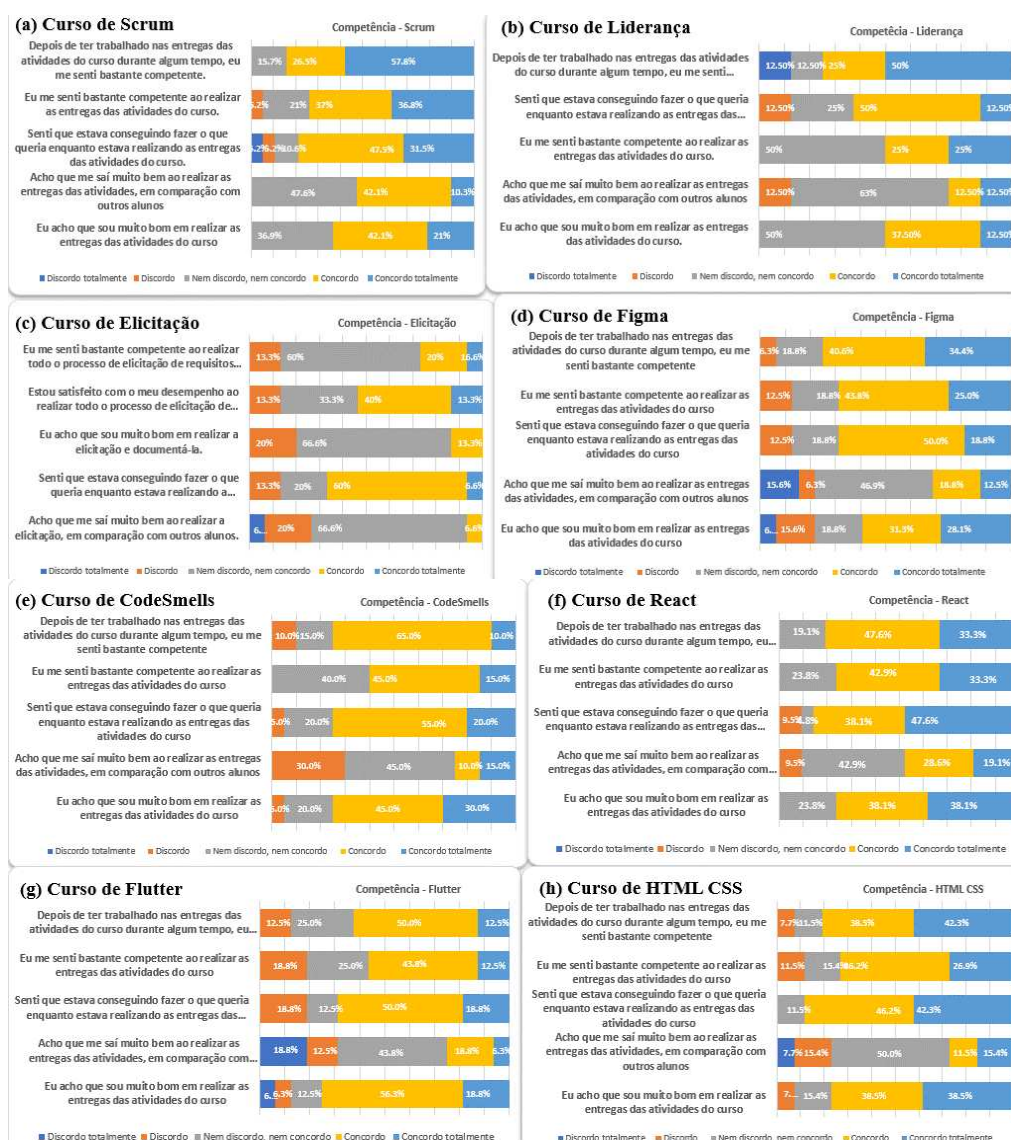 (a) Curso de Scrum
Competência - Scrum
Depois de ter trabalhado nas entregas das
atividades do curso durante algum tempo, eu
me senti bastante competente.
15.7% 26.3% 57.8%
Eu me senti bastante competente ao realizar
as entregas das atividades do curso.
21% 37% 36.8%
Senti que estava conseguindo fazer o que
queria enquanto estava realizando as entregas
das atividades do curso.
10.6% 47.3% 31.5%
Acho que me saí muito bem ao realizar as
entregas das atividades, em comparação com
outros alunos
47.6% 42.1% 10.3%
Eu acho que sou muito bom em realizar as
entregas das atividades do curso
36.9% 42.1% 21%
Discordo totalmente Discordo Nem discordo, nem concordo Concordo Concordo totalmente
(b) Curso de Liderança
Competêcia - Liderança
Depois de ter trabalhado nas entregas das atividades
do curso durante algum tempo, eu me senti...
12.50% 12.50% 25% 50%
Senti que estava conseguindo fazer o que queria
enquanto estava realizando as entregas das...
12.50% 25% 50% 12.50%
Eu me senti bastante competente ao realizar as
entregas das atividades do curso.
50% 25% 25%
Acho que me saí muito bem ao realizar as entregas
das atividades, em comparação com outros alunos
12.50% 63% 12.50% 12.50%
Eu acho que sou muito bom em realizar as entregas
das atividades do curso.
50% 37.50% 12.50%
Discordo totalmente Discordo Nem discordo, nem concordo Concordo Concordo totalmente
(c) Curso de Elicitação
Competência - Elicitação
Eu me senti bastante competente ao realizar
todo o processo de elicitação de requisitos...
13.3% 60% 20% 6.6%
Estou satisfeito com o meu desempenho ao
realizar todo o processo de elicitação de...
13.3% 33.3% 40% 13.3%
Eu acho que sou muito bom em realizar a
elicitação e documentá-la.
20% 66.6% 13.3%
Senti que estava conseguindo fazer o que
queria enquanto estava realizando a...
13.3% 20% 60% 6.6%
Acho que me saí muito bem ao realizar a
elicitação, em comparação com outros alunos.
6... 20% 66.6% 6.6%
Discordo totalmente Discordo Nem discordo, nem concordo Concordo Concordo totalmente
(d) Curso de Figma
Competência - Figma
Depois de ter trabalhado nas entregas das
atividades do curso durante algum tempo, eu me
senti bastante competente
6.3% 18.8% 40.6% 34.4%
Eu me senti bastante competente ao realizar as
entregas das atividades do curso
12.5% 18.8% 43.8% 25.0%
Senti que estava conseguindo fazer o que queria
enquanto estava realizando as entregas das
atividades do curso
12.5% 18.8% 50.0% 18.8%
Acho que me saí muito bem ao realizar as entregas
das atividades, em comparação com outros alunos
15.6% 6.3% 46.9% 18.8% 12.5%
Eu acho que sou muito bom em realizar as entregas
das atividades do curso
6... 15.6% 18.8% 31.3% 28.1%
Discordo totalmente Discordo Nem discordo, nem concordo Concordo Concordo totalmente
(e) Curso de CodeSmells
Competência - CodeSmells
Depois de ter trabalhado nas entregas das
atividades do curso durante algum tempo, eu me
senti bastante competente
10.0% 15.0% 65.0% 10.0%
Eu me senti bastante competente ao realizar as
entregas das atividades do curso
40.0% 45.0% 15.0%
Senti que estava conseguindo fazer o que queria
enquanto estava realizando as entregas das
atividades do curso
5.0% 20.0% 55.0% 20.0%
Acho que me saí muito bem ao realizar as entregas
das atividades, em comparação com outros alunos
30.0% 45.0% 10.0% 15.0%
Eu acho que sou muito bom em realizar as
entregas das atividades do curso
5.0% 20.0% 45.0% 30.0%
Discordo totalmente Discordo Nem discordo, nem concordo Concordo Concordo totalmente
(f) Curso de React
Competência - React
Depois de ter trabalhado nas entregas das
atividades do curso durante algum tempo, eu...
19.1% 47.6% 33.3%
Eu me senti bastante competente ao realizar as
entregas das atividades do curso
23.8% 42.9% 33.3%
Senti que estava conseguindo fazer o que queria
enquanto estava realizando as entregas das...
9.5% 4.8% 38.1% 47.6%
Acho que me saí muito bem ao realizar as
entregas das atividades, em comparação com...
9.5% 42.9% 28.6% 19.1%
Eu acho que sou muito bom em realizar as
entregas das atividades do curso
23.8% 38.1% 38.1%
Discordo totalmente Discordo Nem discordo, nem concordo Concordo Concordo totalmente
(g) Curso de Flutter
Competência - Flutter
Depois de ter trabalhado nas entregas das
atividades do curso durante algum tempo, eu...
12.5% 25.0% 50.0% 12.5%
Eu me senti bastante competente ao realizar as
entregas das atividades do curso
18.8% 25.0% 43.8% 12.5%
Senti que estava conseguindo fazer o que queria
enquanto estava realizando as entregas das...
18.8% 12.5% 50.0% 18.8%
Acho que me saí muito bem ao realizar as
entregas das atividades, em comparação com...
18.8% 12.5% 43.8% 18.8% 6.3%
Eu acho que sou muito bom em realizar as
entregas das atividades do curso
6.3% 12.5% 56.3% 18.8%
Discordo totalmente Discordo Nem discordo, nem concordo Concordo Concordo totalmente
(h) Curso de HTML CSS
Competência - HTML CSS
Depois de ter trabalhado nas entregas das
atividades do curso durante algum tempo, eu me
senti bastante competente
7.7% 11.5% 38.5% 42.3%
Eu me senti bastante competente ao realizar as
entregas das atividades do curso
11.5% 15.4% 46.2% 26.9%
Senti que estava conseguindo fazer o que queria
enquanto estava realizando as entregas das
atividades do curso
11.5% 46.2% 42.3%
Acho que me saí muito bem ao realizar as
entregas das atividades, em comparação com
outros alunos
7.7% 15.4% 50.0% 11.5% 15.4%
Eu acho que sou muito bom em realizar as
entregas das atividades do curso
7... 15.4% 38.5% 38.5%
Discordo totalmente Discordo Nem discordo, nem concordo Concordo Concordo totalmente